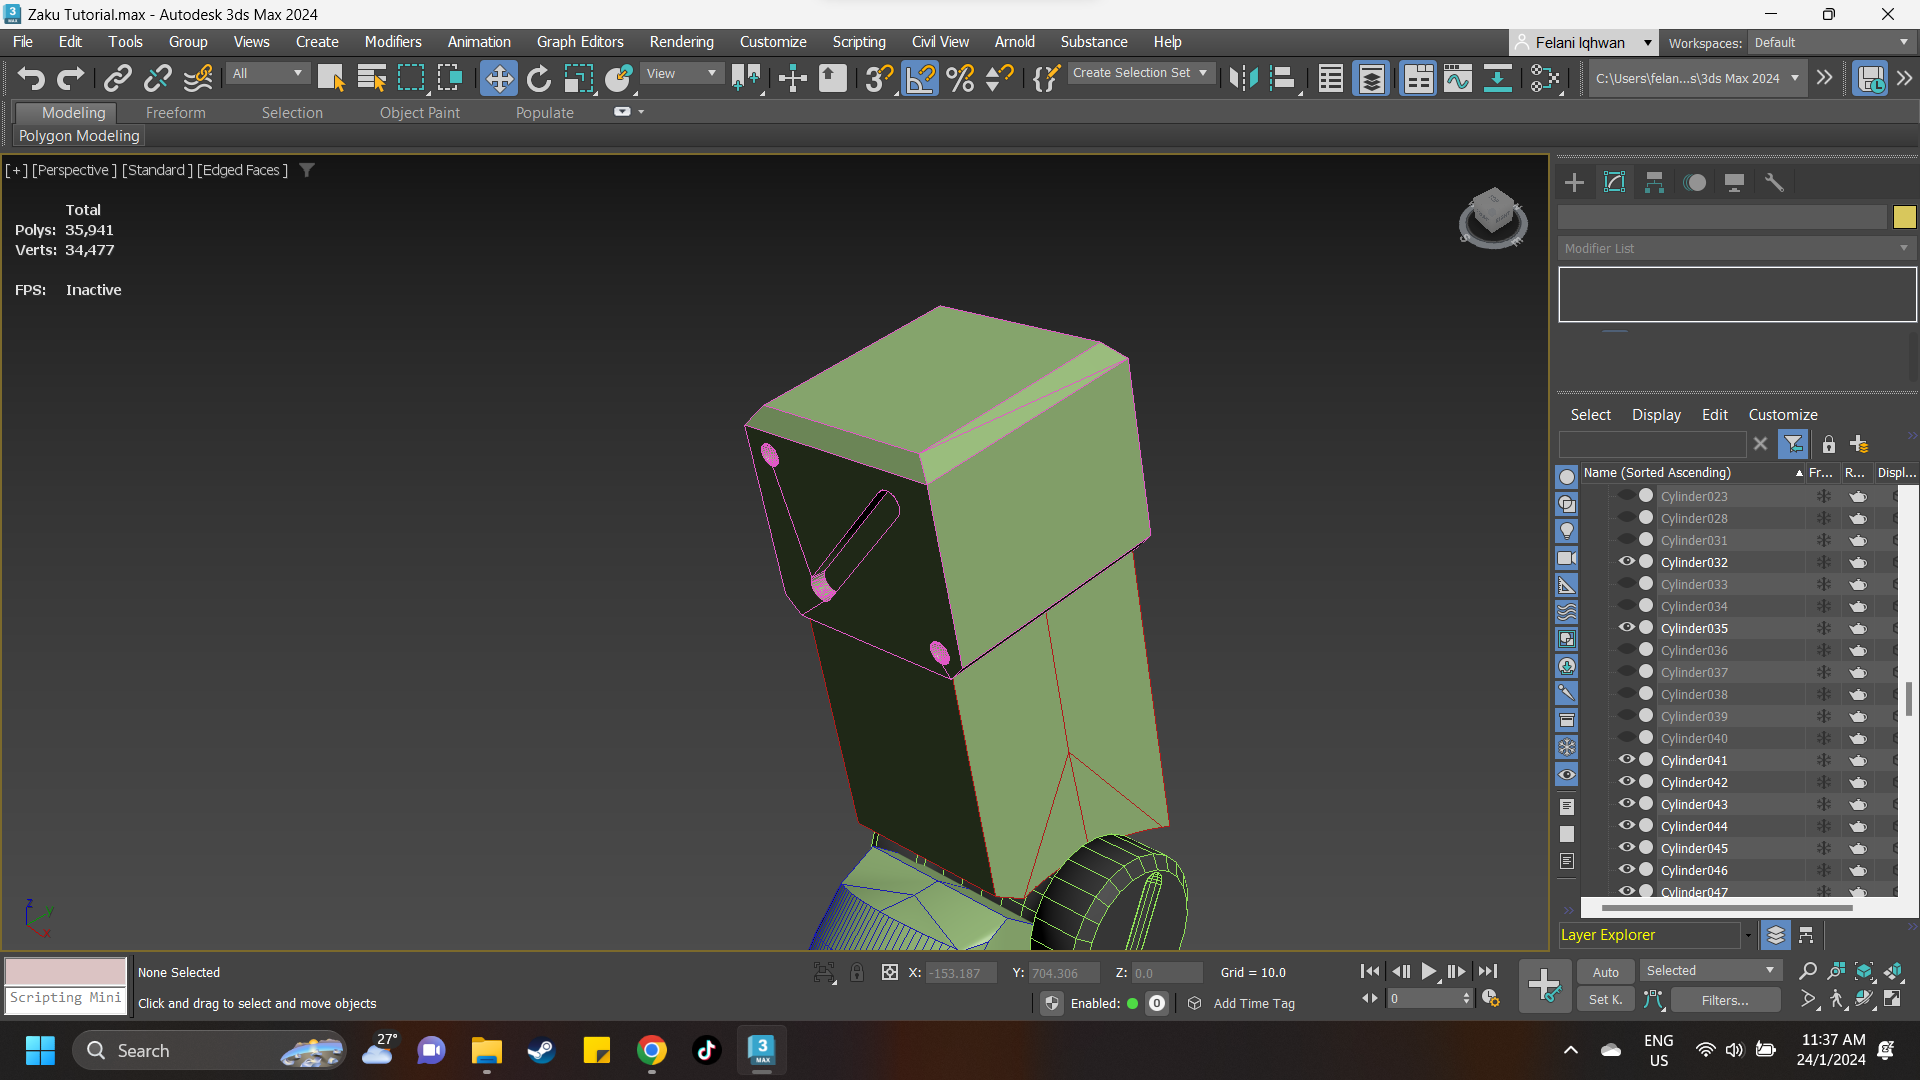 Zaku Tutorial.max - Autodesk 3ds Max 2024
File Edit Tools Group Views Create Modifiers Animation Graph Editors Rendering Customize Scripting Civil View Arnold Substance Help
Felani Iqhwan
Workspaces: Default
All
View
Create Selection Set
C:\Users\felan...s\3ds Max 2024
Modeling Freeform Selection Object Paint Populate
Polygon Modeling
[+] [Perspective ] [Standard ] [Edged Faces ]
Total
Polys: 35,941
Verts: 34,477
FPS: Inactive
Modifier List
Select Display Edit Customize
Name (Sorted Ascending) Fr... R... Displ...
Cylinder023
Cylinder028
Cylinder031
Cylinder032
Cylinder033
Cylinder034
Cylinder035
Cylinder036
Cylinder037
Cylinder038
Cylinder039
Cylinder040
Cylinder041
Cylinder042
Cylinder043
Cylinder044
Cylinder045
Cylinder046
Cylinder047
Layer Explorer
z
y
x
Scripting Mini
None Selected
Click and drag to select and move objects
X: -153.187 Y: 704.306 Z: 0.0 Grid = 10.0
Enabled: 0 Add Time Tag
0
Auto
Selected
Set K.
Filters...
Search
27°
ENG
US
11:37 AM
24/1/2024